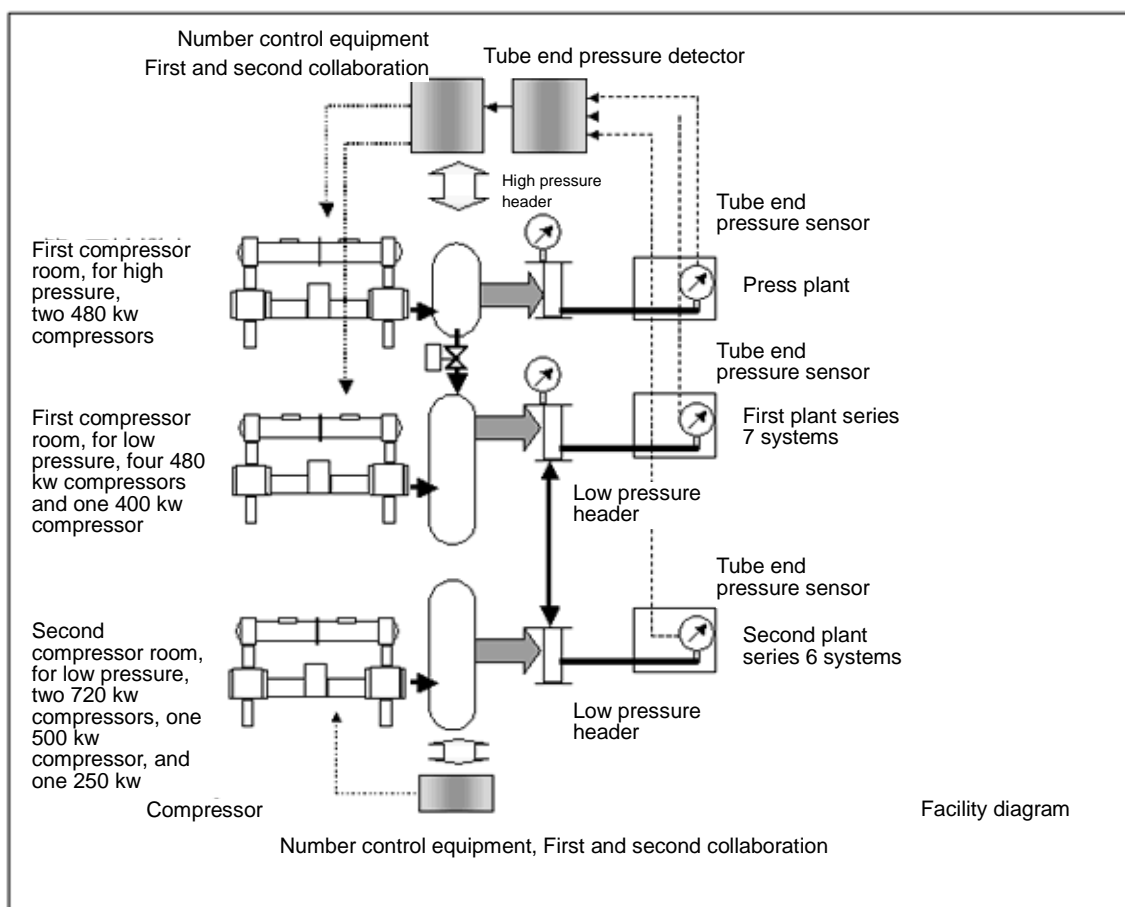 Number control equipment
First and second collaboration
Tube end pressure detector
High pressure
header
Tube end
pressure sensor
First compressor
room, for high
pressure,
two 480 kw
compressors
Press plant
Tube end
pressure sensor
First compressor
room, for low
pressure, four 480
kw compressors
and one 400 kw
compressor
First plant series
7 systems
Low pressure
header
Tube end
pressure sensor
Second
compressor room,
for low pressure,
two 720 kw
compressors, one
500 kw
compressor, and
one 250 kw
Second plant
series 6 systems
Low pressure
header
Compressor
Facility diagram
Number control equipment, First and second collaboration